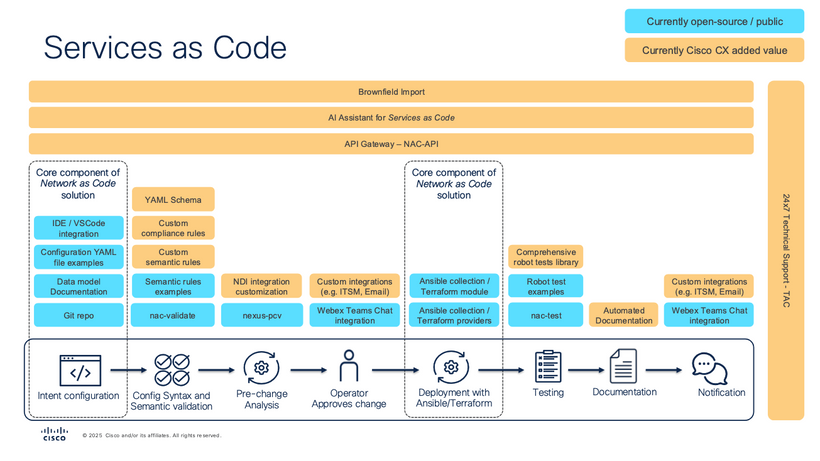 Currently open-source / public
Services as Code
Currently Cisco CX added value
Brownfield Import
AI Assistant for Services as Code
API Gateway – NAC-API
24x7 Technical Support - TAC
Core component of
Network as Code
solution
IDE / VSCode
integration
Configuration YAML
file examples
Data model
Documentation
Git repo
YAML Schema
Custom
compliance rules
Custom
semantic rules
Semantic rules
examples
nac-validate
NDI integration
customization
nexus-pcv
Custom integrations
(e.g. ITSM, Email)
Webex Teams Chat
integration
Core component of
Network as Code
solution
Ansible collection /
Terraform module
Ansible collection /
Terraform providers
Comprehensive
robot tests library
Robot test
examples
nac-test
Automated
Documentation
Custom integrations
(e.g. ITSM, Email)
Webex Teams Chat
integration
Intent configuration
Config Syntax and
Semantic validation
Pre-change
Analysis
Operator
Approves change
Deployment with
Ansible/Terraform
Testing
Documentation
Notification
CISCO
© 2025 Cisco and/or its affiliates. All rights reserved.